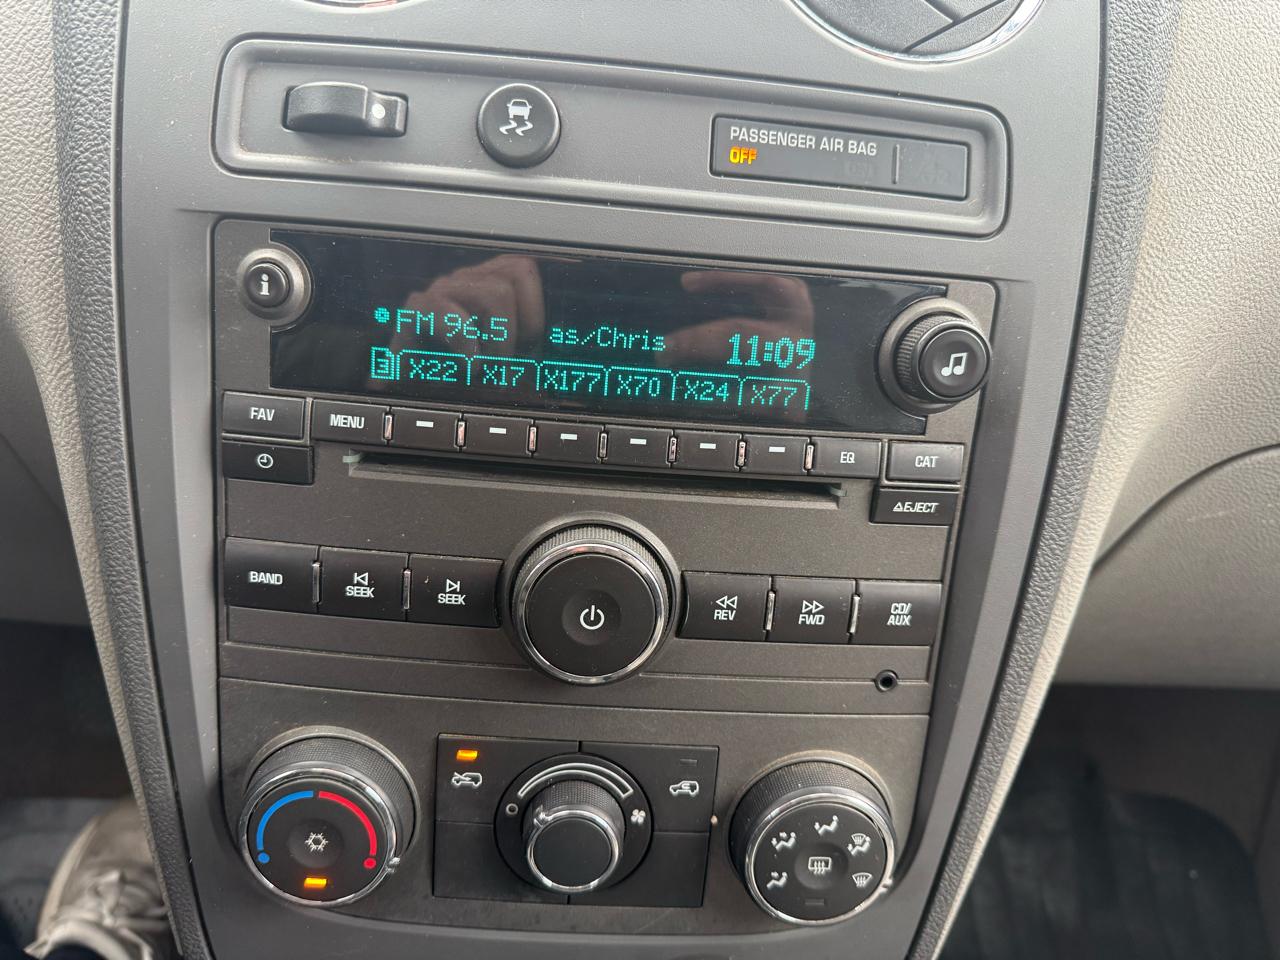 PASSENGER AIR BAG
OFF
i
FM 96.5 as/Chris 11:09
3 X22 X17 X177 X70 X24 X77
FAV
MENU
EQ
CAT
EJECT
BAND
SEEK
SEEK
REV
FWD
CD/
AUX